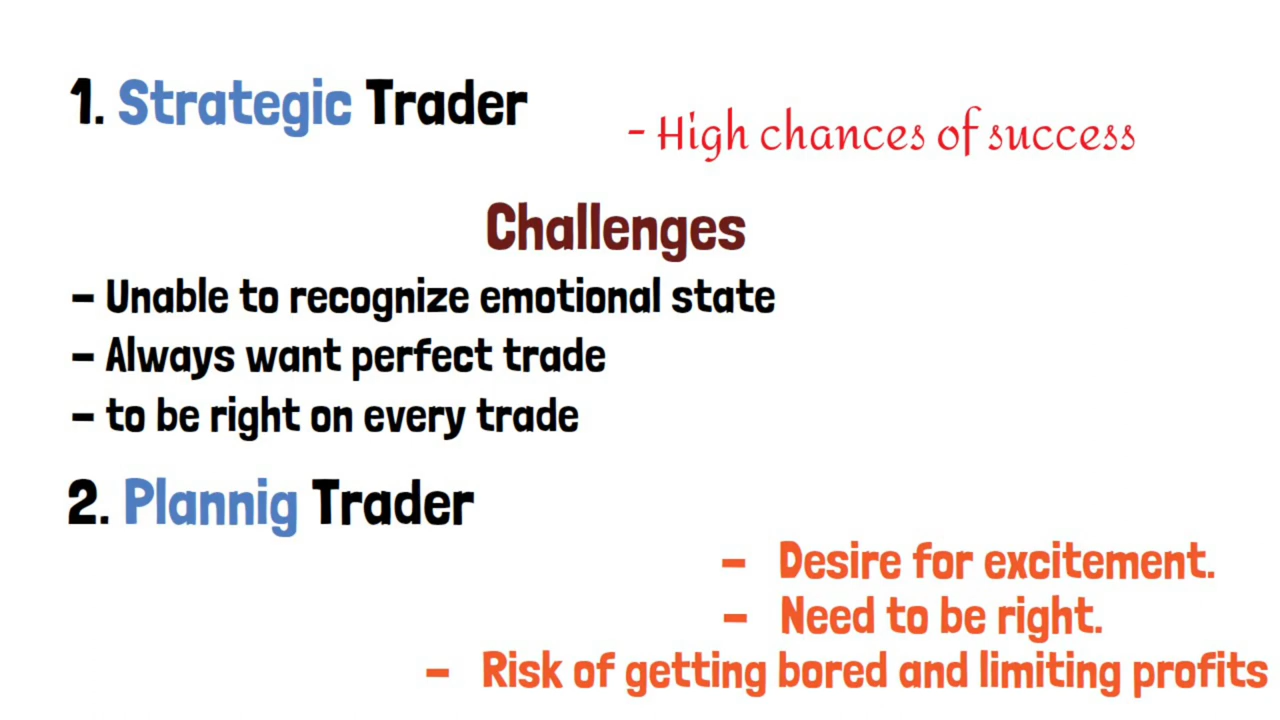 1. Strategic Trader
- High chances of success
Challenges
- Unable to recognize emotional state
- Always want perfect trade
- to be right on every trade
2. Plannig Trader
- Desire for excitement.
- Need to be right.
- Risk of getting bored and limiting profits